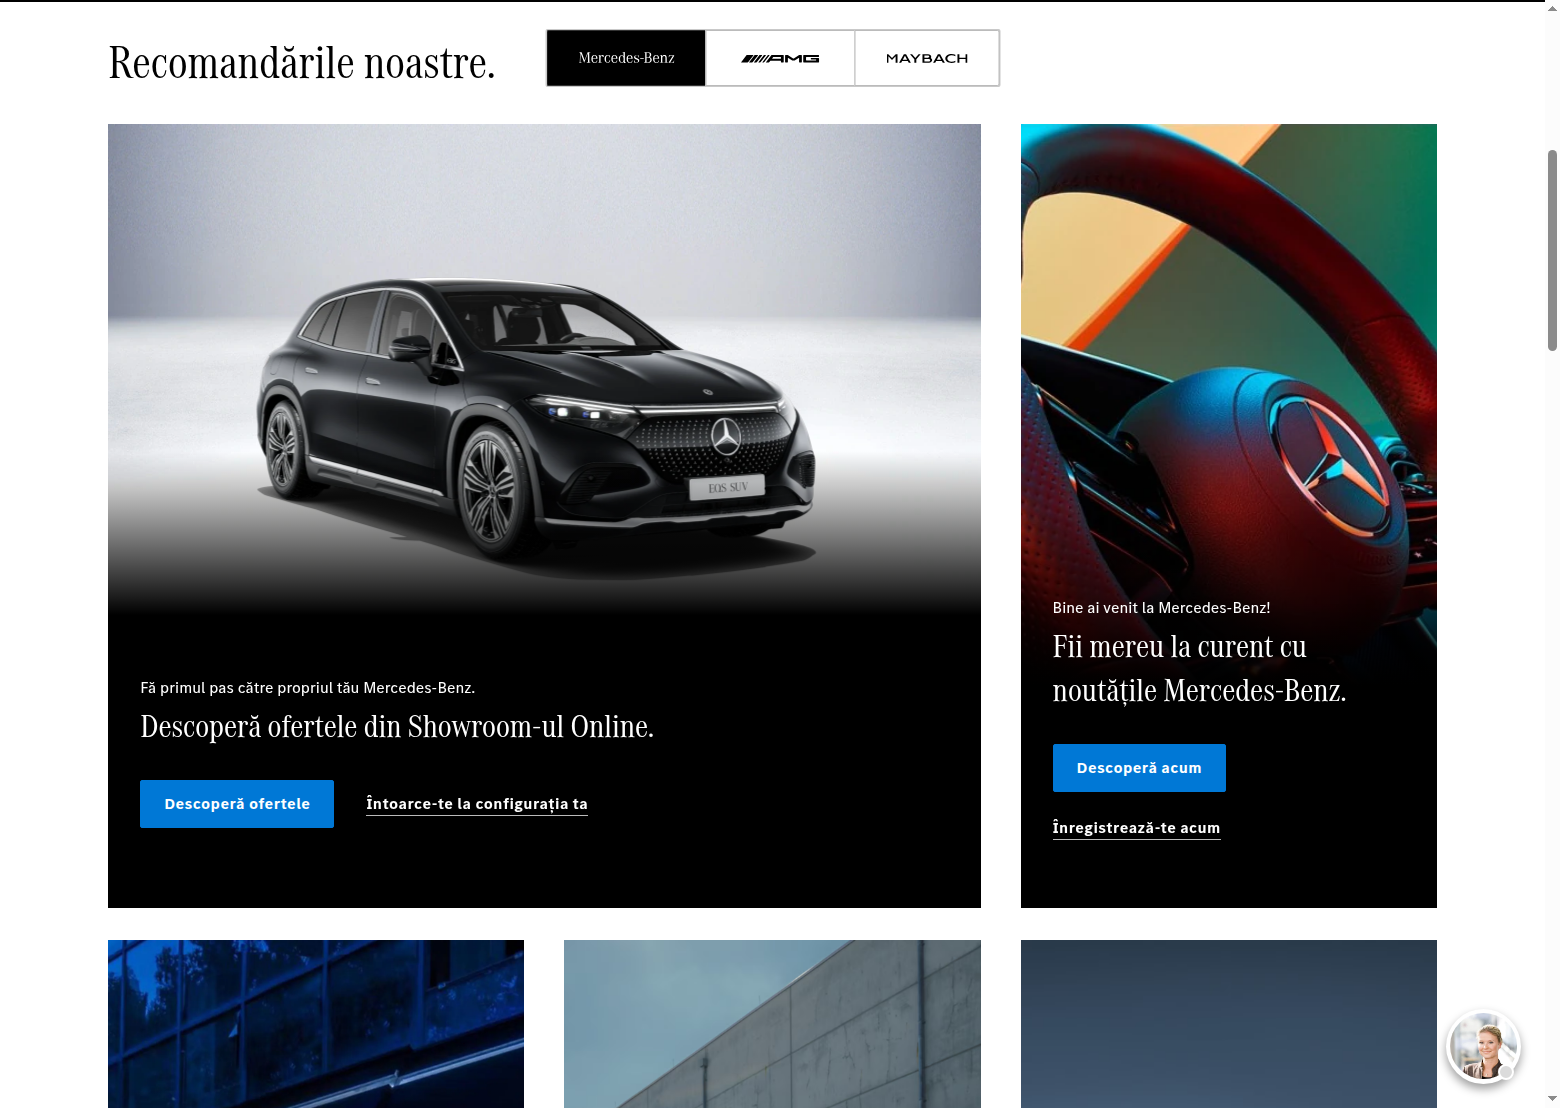 Recomandările noastre.
Mercedes-Benz
AMG
MAYBACH
EQS SUV
Fă primul pas către propriul tău Mercedes-Benz.
Descoperă ofertele din Showroom-ul Online.
Descoperă ofertele
Întoarce-te la configurația ta
Bine ai venit la Mercedes-Benz!
Fii mereu la curent cu
noutățile Mercedes-Benz.
Descoperă acum
Înregistrează-te acum